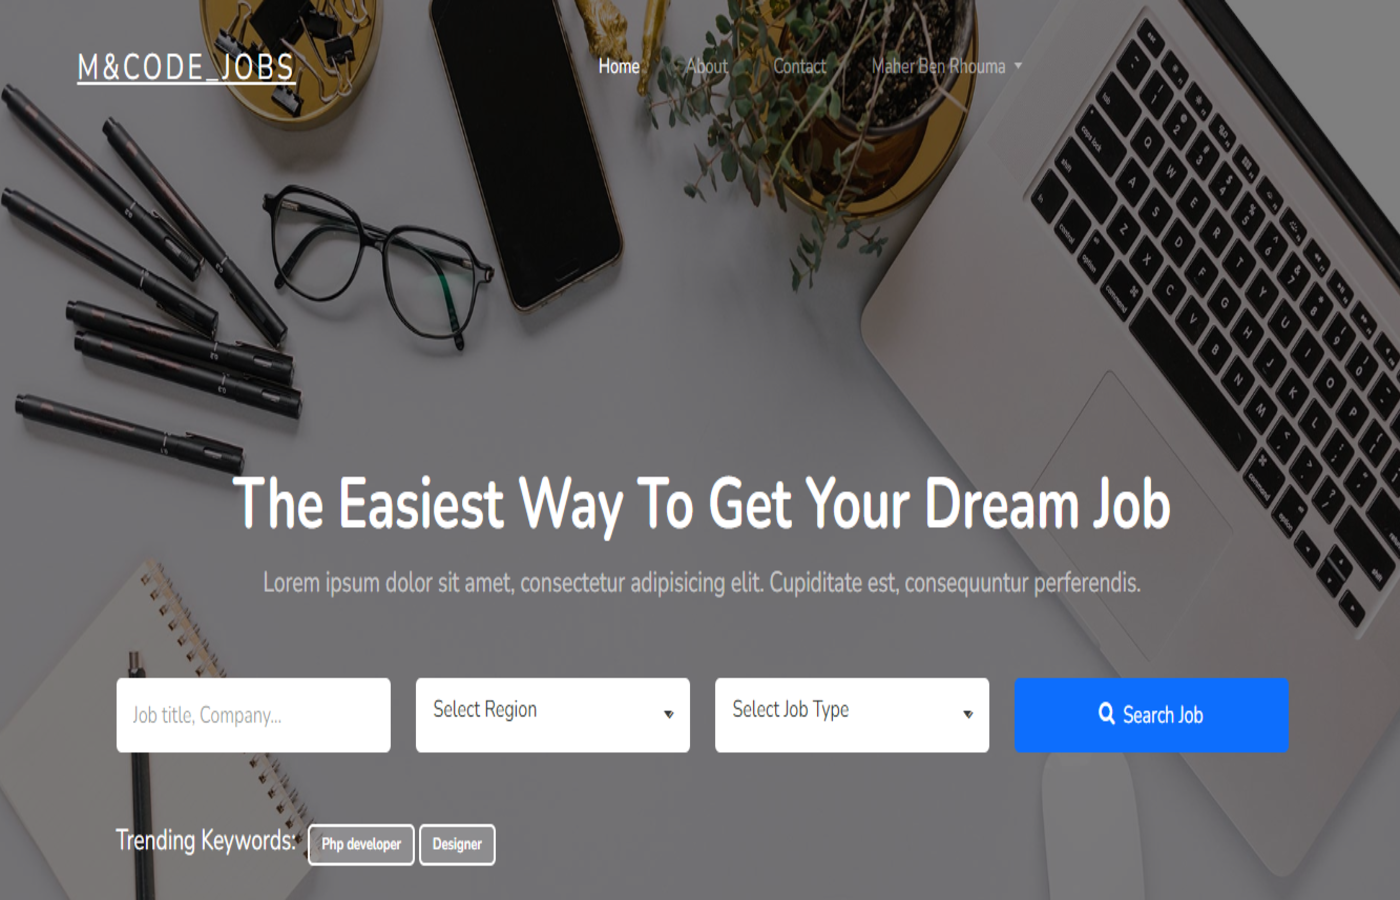 M&CODE_JOBS
Home About Contact Maher Ben Rhouma
The Easiest Way To Get Your Dream Job
Lorem ipsum dolor sit amet, consectetur adipisicing elit. Cupiditate est, consequuntur perferendis.
Job title, Company... Select Region Select Job Type Search Job
Trending Keywords: Php developer Designer